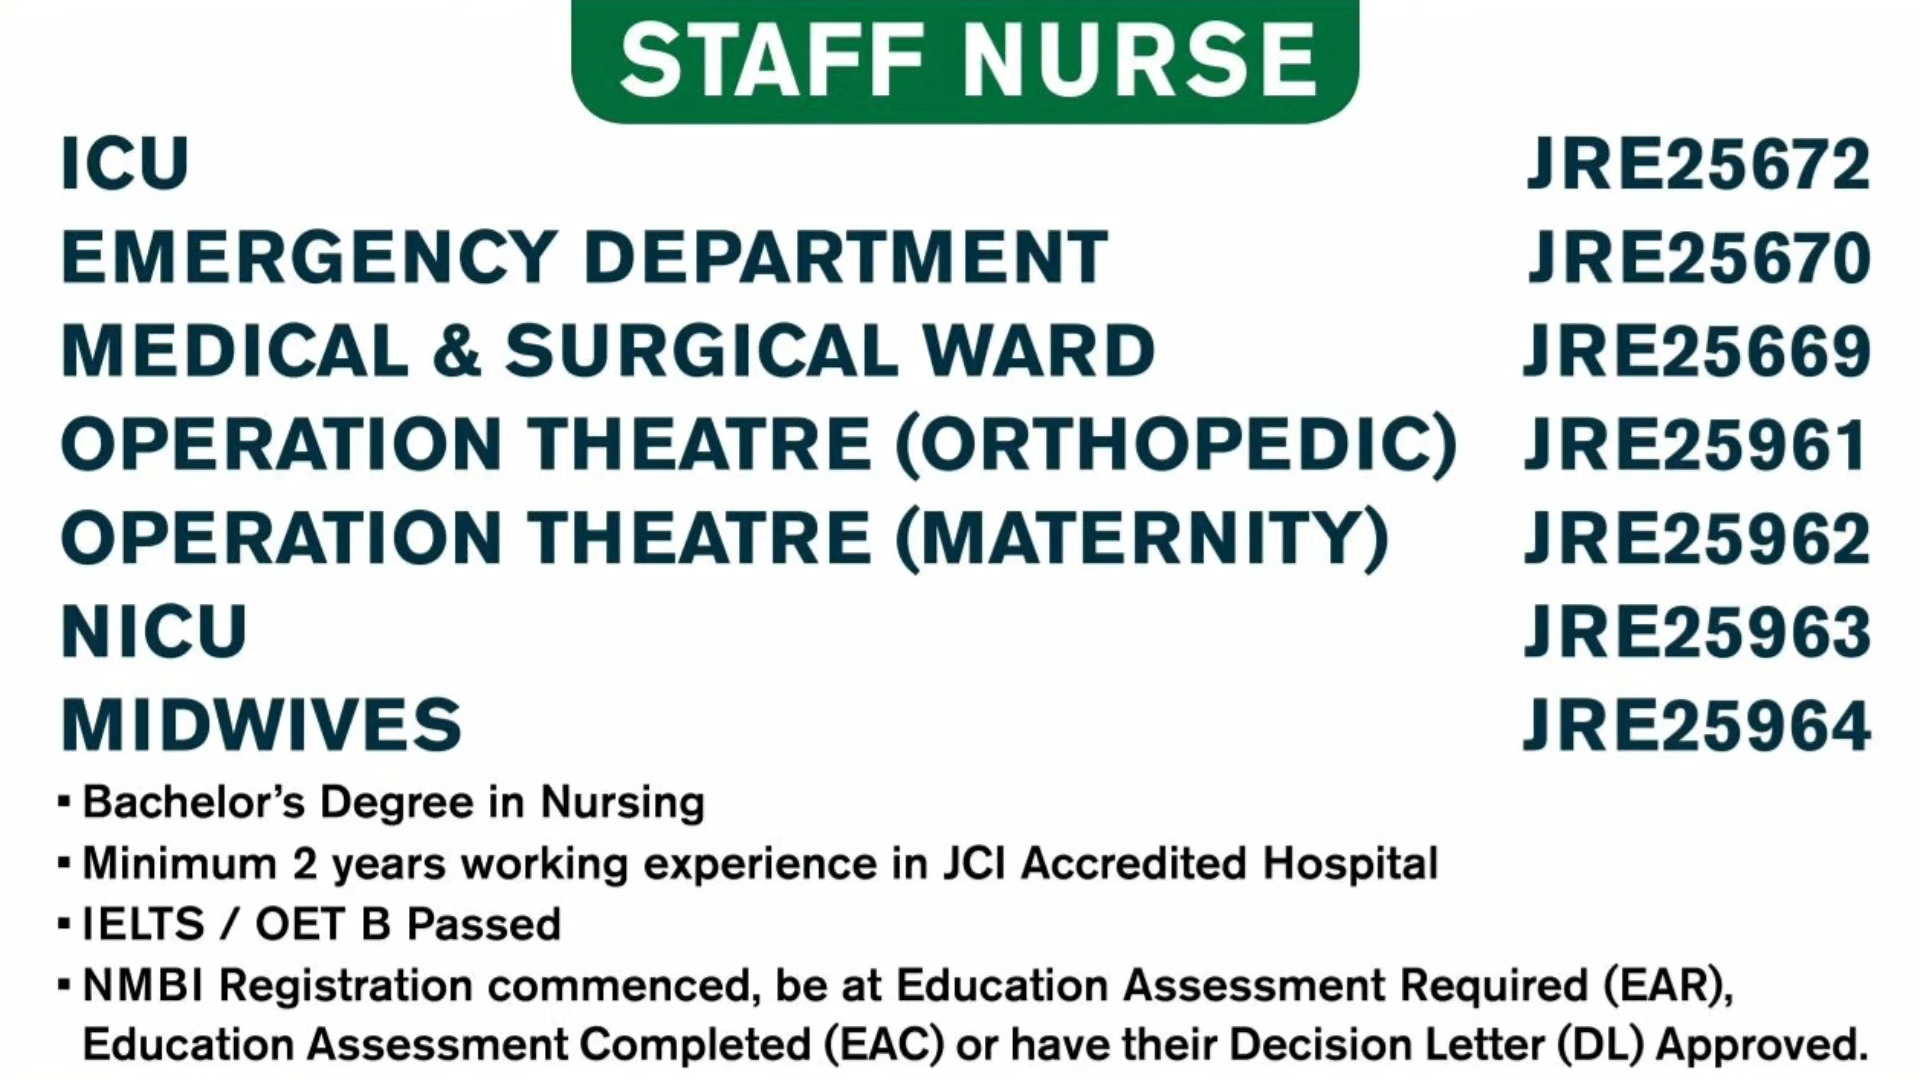 STAFF NURSE
ICU JRE25672
EMERGENCY DEPARTMENT JRE25670
MEDICAL & SURGICAL WARD JRE25669
OPERATION THEATRE (ORTHOPEDIC) JRE25961
OPERATION THEATRE (MATERNITY) JRE25962
NICU JRE25963
MIDWIVES JRE25964
▪ Bachelor’s Degree in Nursing
▪ Minimum 2 years working experience in JCI Accredited Hospital
▪ IELTS / OET B Passed
▪ NMBI Registration commenced, be at Education Assessment Required (EAR),
Education Assessment Completed (EAC) or have their Decision Letter (DL) Approved.